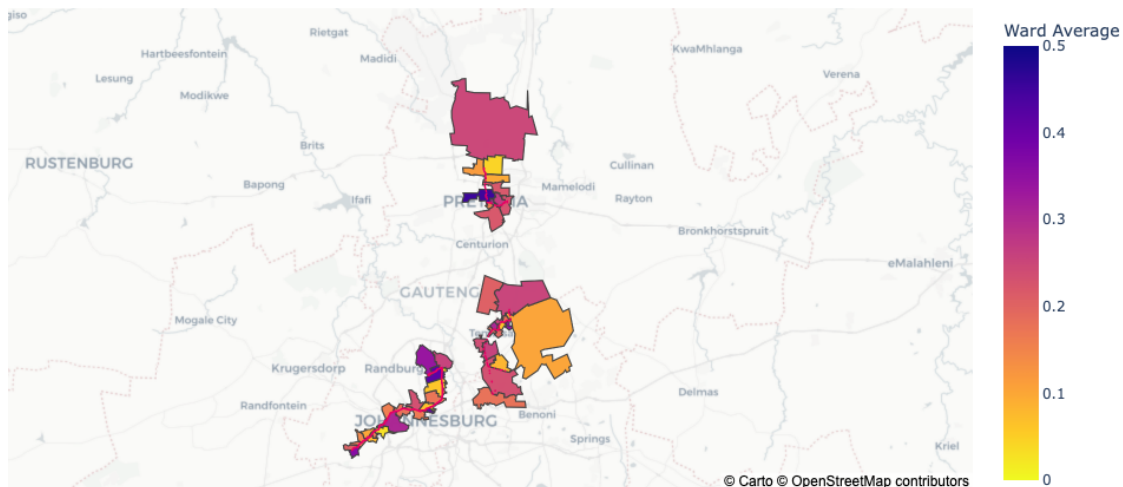 Rietgat
KwaMhlanga
Hartbeesfontein
Madidi
Lesung
Verena
Modikwe
Brits
Cullinan
RUSTENBURG
Bapong
Mamelodi
Ifafi
Rayton
Bronkhorstspruit
Centurion
eMalahleni
GAUTENG
Mogale City
Krugersdorp
Randburg
Delmas
Randfontein
Benoni
Springs
Kriel
© Carto © OpenStreetMap contributors
Ward Average
0.5
0.4
0.3
0.2
0.1
0